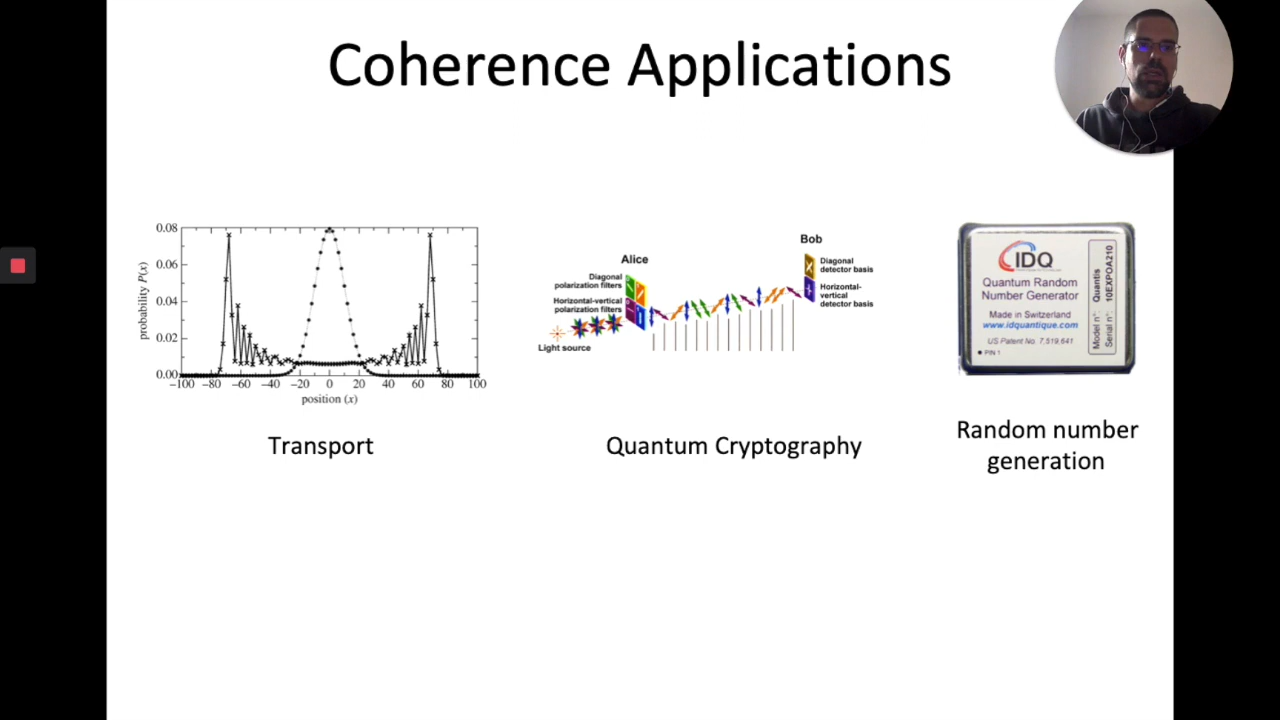 Coherence Applications
0.08
0.06
0.04
0.02
0.00
probability P(x)
−100 −80 −60 −40 −20 0 20 40 60 80 100
position (x)
Transport
Alice
Diagonal
polarization filters
Horizontal-vertical
polarization filters
Light source
Bob
Diagonal
detector basis
Horizontal-
vertical
detector basis
Quantum Cryptography
IDQ
Quantum Random
Number Generator
Made in Switzerland
www.idquantique.com
US Patent No. 7,519,641
PIN 1
Model n°: Quantis
Serial n°: 10EXPOA210
Random number
generation